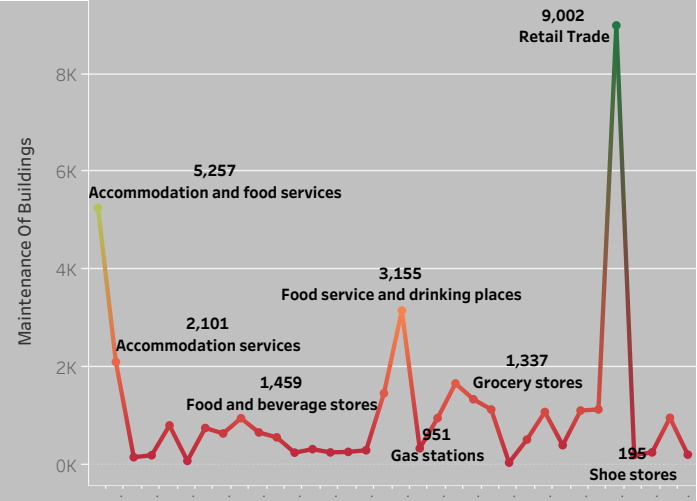 9,002
Retail Trade
8K
Maintenance Of Buildings
6K
5,257
Accommodation and food services
4K
3,155
Food service and drinking places
2,101
Accommodation services
2K
1,337
Grocery stores
1,459
Food and beverage stores
951
Gas stations
0K
195
Shoe stores